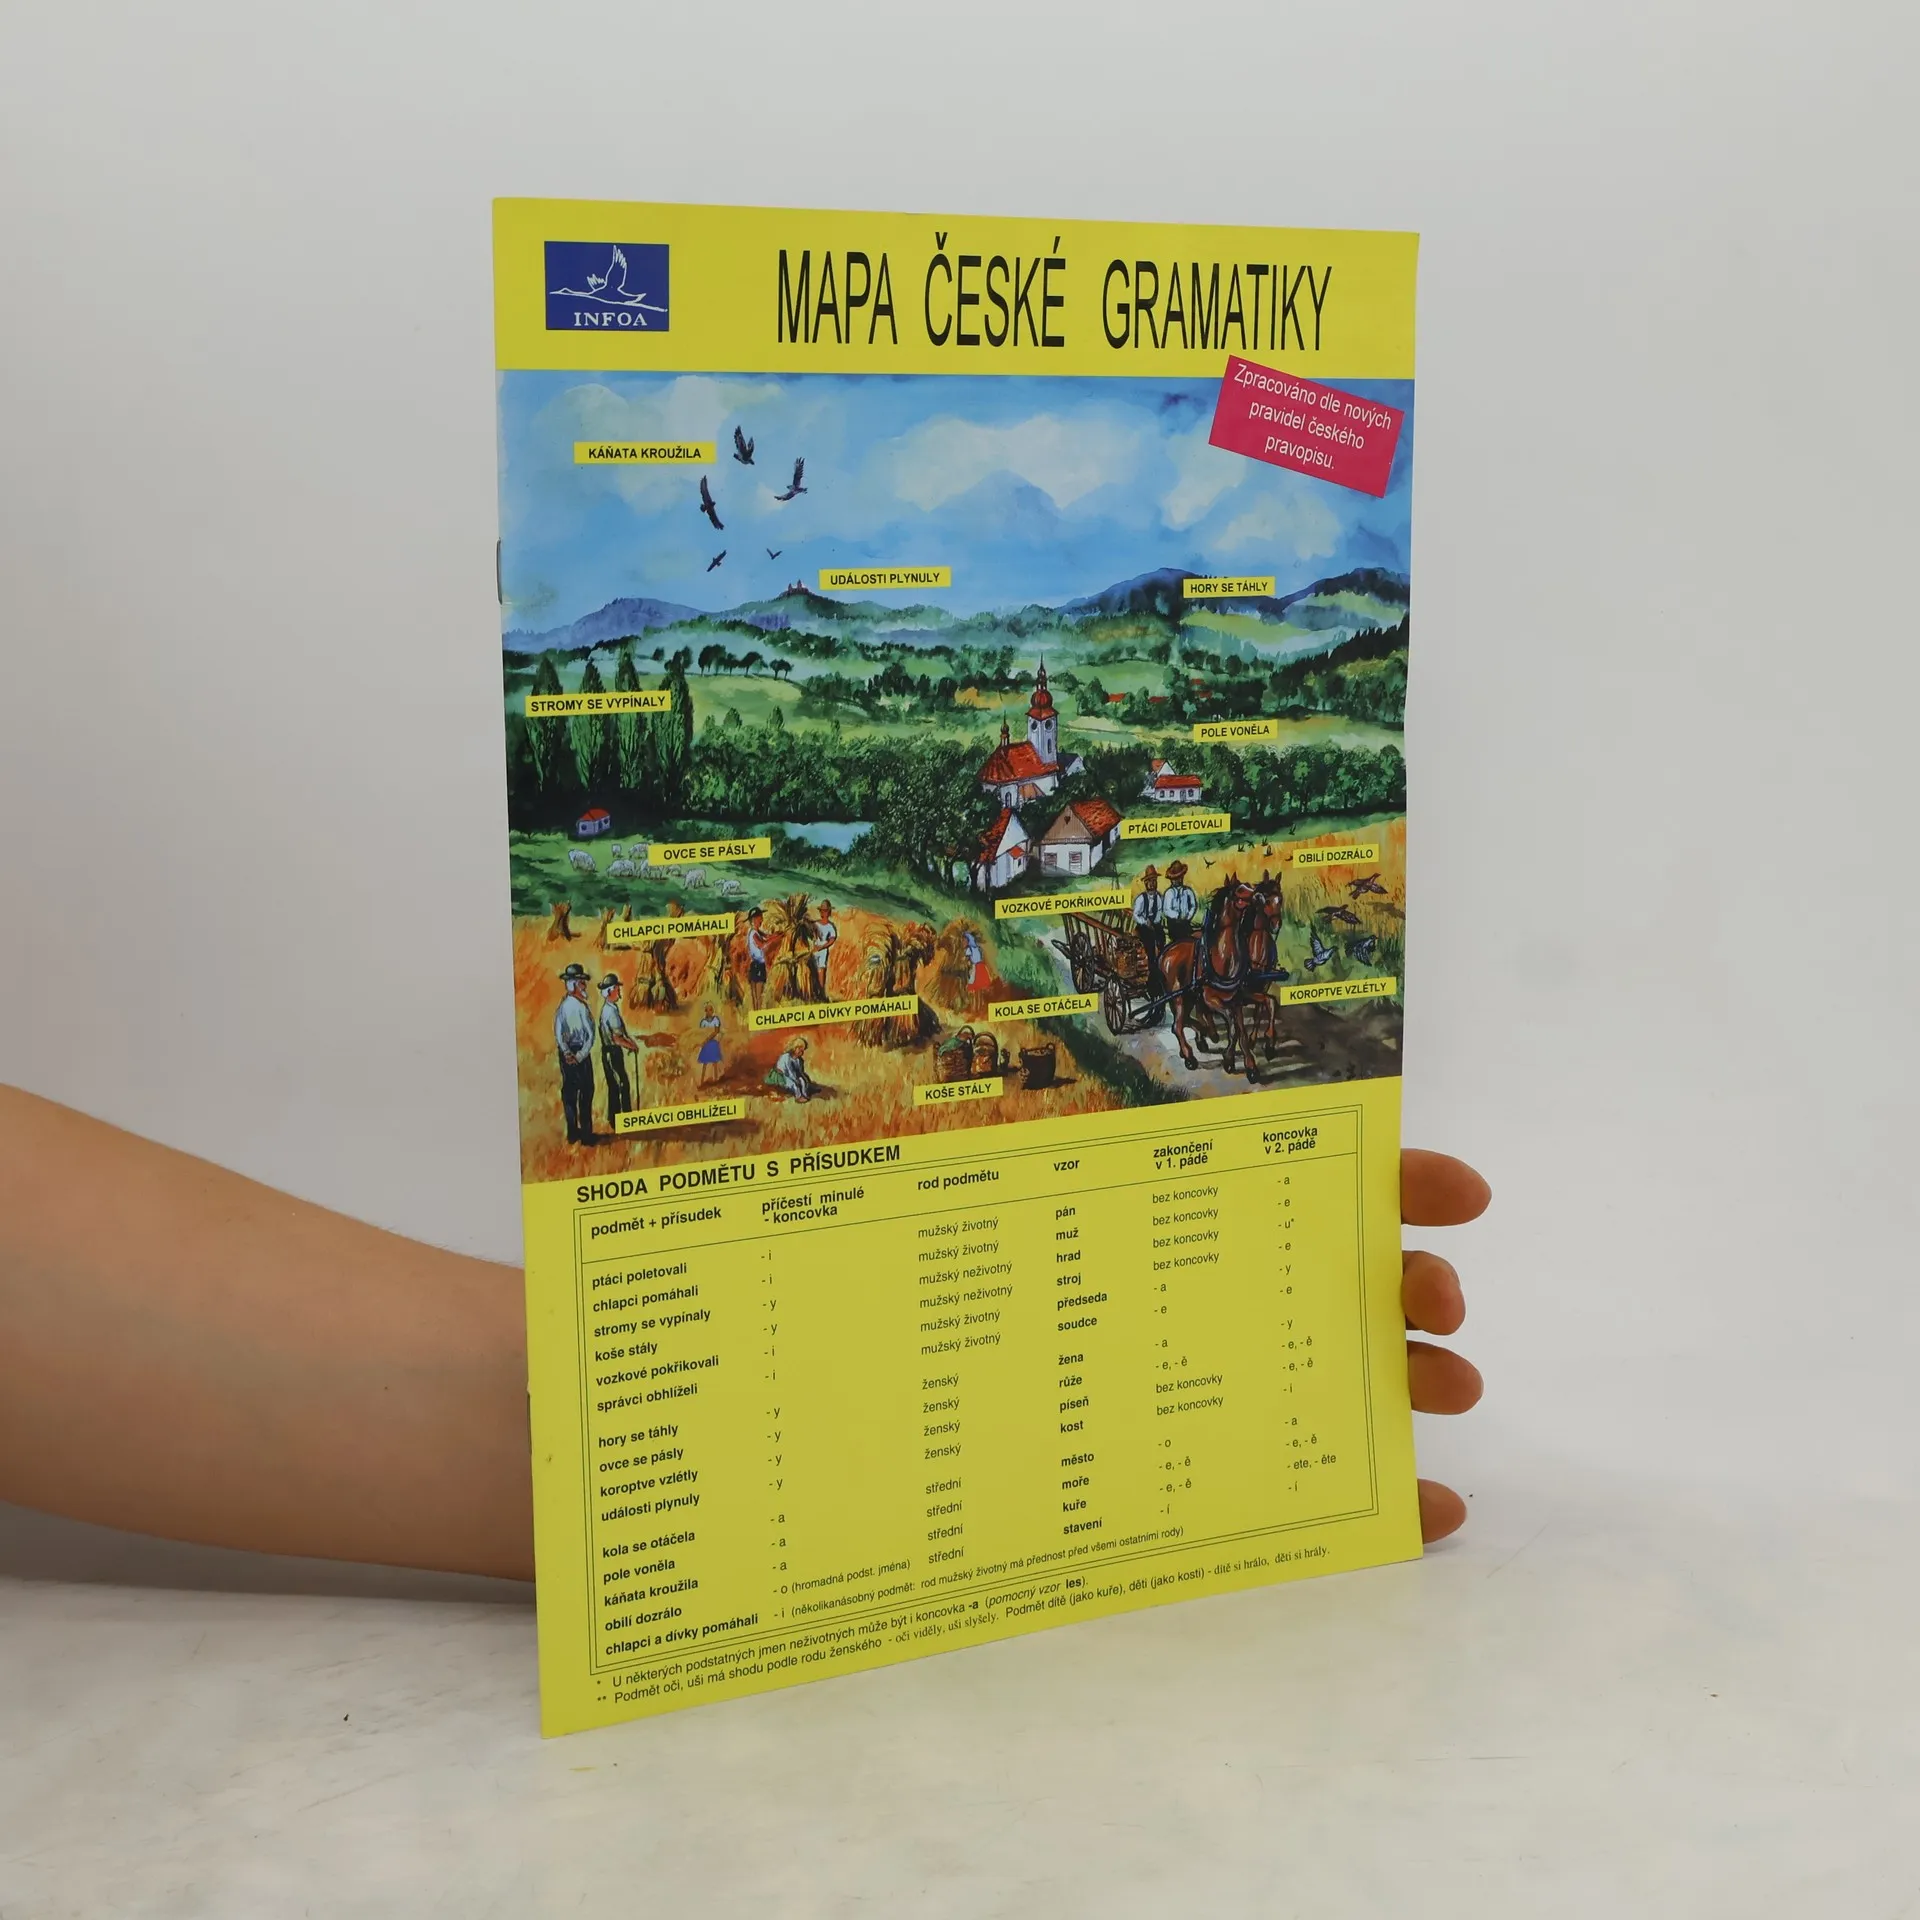 INFOA
MAPA ČESKÉ GRAMATIKY
Zpracováno dle nových
pravidel českého
pravopisu.
KÁŇATA KROUŽILA
UDÁLOSTI PLYNULY
HORY SE TÁHLY
STROMY SE VYPÍNALY
POLE VONĚLA
PTÁCI POLETOVALI
OVCE SE PÁSLY
OBILÍ DOZRÁLO
VOZKOVÉ POKŘIKOVALI
CHLAPCI POMÁHALI
KOROPTVE VZLÉTLY
CHLAPCI A DÍVKY POMÁHALI
KOLA SE OTÁČELA
KOŠE STÁLY
SPRÁVCI OBHLÍŽELI
SHODA PODMĚTU S PŘÍSUDKEM
podmět + přísudek příčestí minulé - koncovka rod podmětu vzor zakončení v 1. pádě koncovka v 2. pádě
ptáci poletovali - i mužský životný pán bez koncovky - a
chlapci pomáhali - i mužský životný muž bez koncovky - e
stromy se vypínaly - y mužský neživotný hrad bez koncovky - u*
koše stály - y mužský neživotný stroj bez koncovky - e
vozkové pokřikovali - i mužský životný předseda - a - y
správci obhlíželi - i mužský životný soudce - e - e
hory se táhly - y ženský žena - a - y
ovce se pásly - y ženský růže - e, - ě - e, - ě
koroptve vzlétly - y ženský píseň bez koncovky - e, - ě
události plynuly - y ženský kost bez koncovky - i
kola se otáčela - a střední město - o - a
pole voněla - a střední moře - e, - ě - e, - ě
káňata kroužila - a střední kuře - e, - ě - ete, - ěte
obilí dozrálo - o (hromadná podst. jména) střední stavení - í - í
chlapci a dívky pomáhali - i (několikanásobný podmět: rod mužský životný má přednost před všemi ostatními rody)
* U některých podstatných jmen neživotných může být i koncovka -a (pomocný vzor les).
** Podmět oči, uši má shodu podle rodu ženského - oči viděly, uši slyšely. Podmět dítě (jako kuře), děti (jako kosti) - dítě si hrálo, děti si hrály.